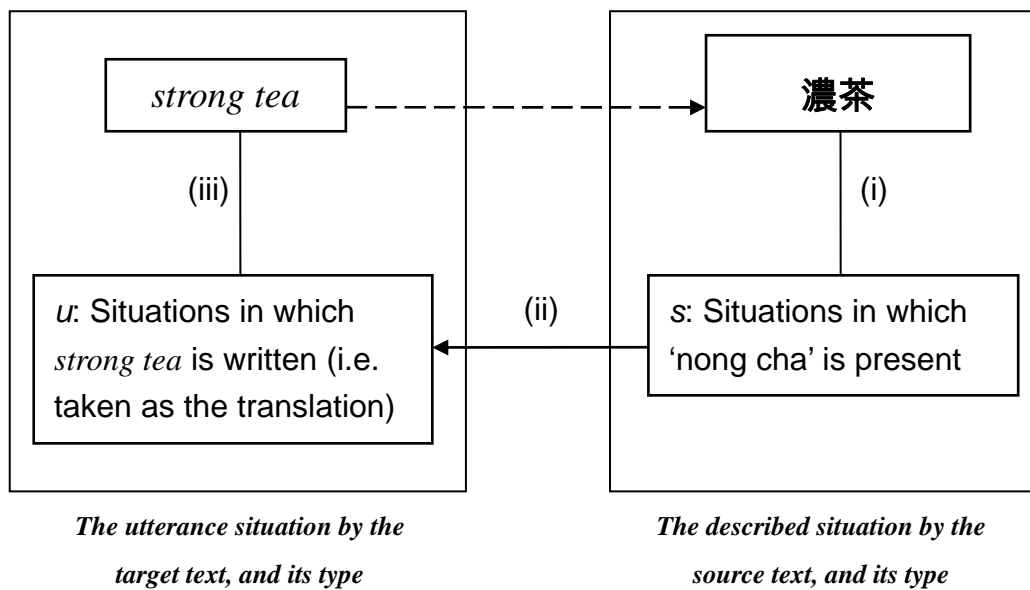 strong tea
濃茶
(iii)
(i)
u: Situations in which
strong tea is written (i.e.
taken as the translation)
(ii)
s: Situations in which
‘nong cha’ is present
The utterance situation by the
target text, and its type
The described situation by the
source text, and its type